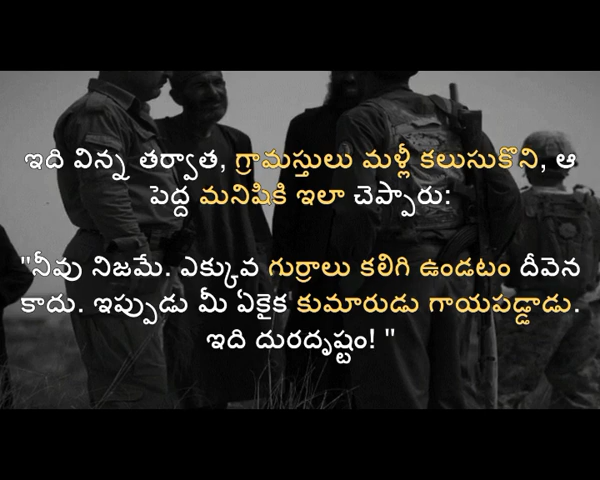 ఇది విన్న తర్వాత, గ్రామస్తులు మళ్లీ కలుసుకొని, ఆ
పెద్ద మనిషికి ఇలా చెప్పారు:
"నీవు నిజమే. ఎక్కువ గుర్రాలు కలిగి ఉండటం దీవెన
కాదు. ఇప్పుడు మీ ఏకైక కుమారుడు గాయపడ్డాడు.
ఇది దురదృష్టం! "